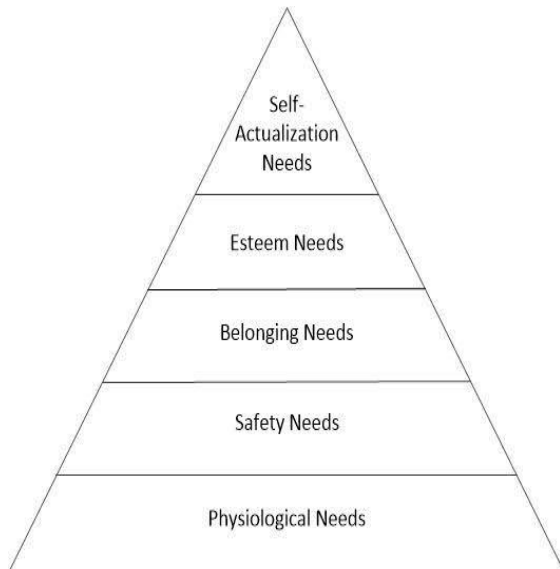 Self-
Actualization
Needs
Esteem Needs
Belonging Needs
Safety Needs
Physiological Needs